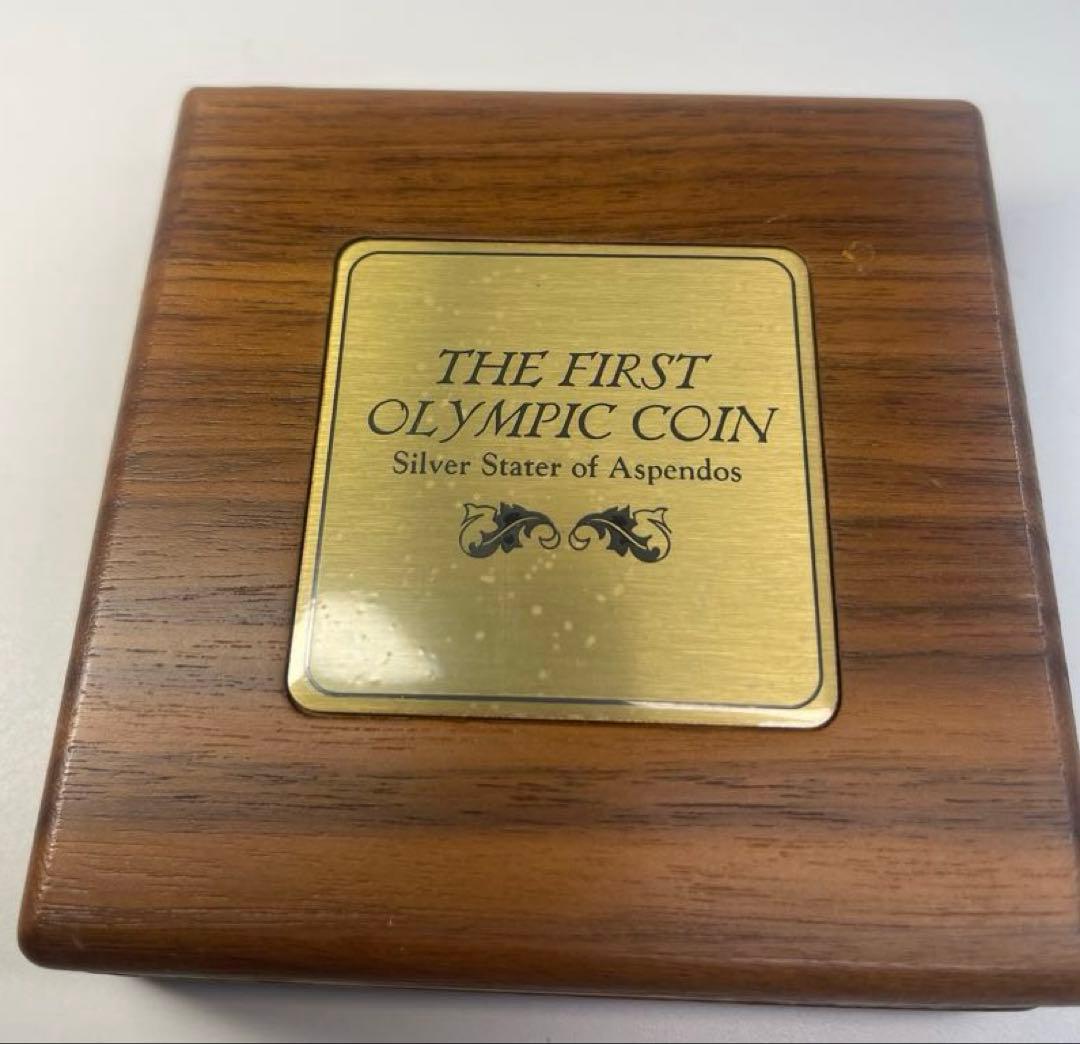 THE FIRST
OLYMPIC COIN
Silver Stater of Aspendos